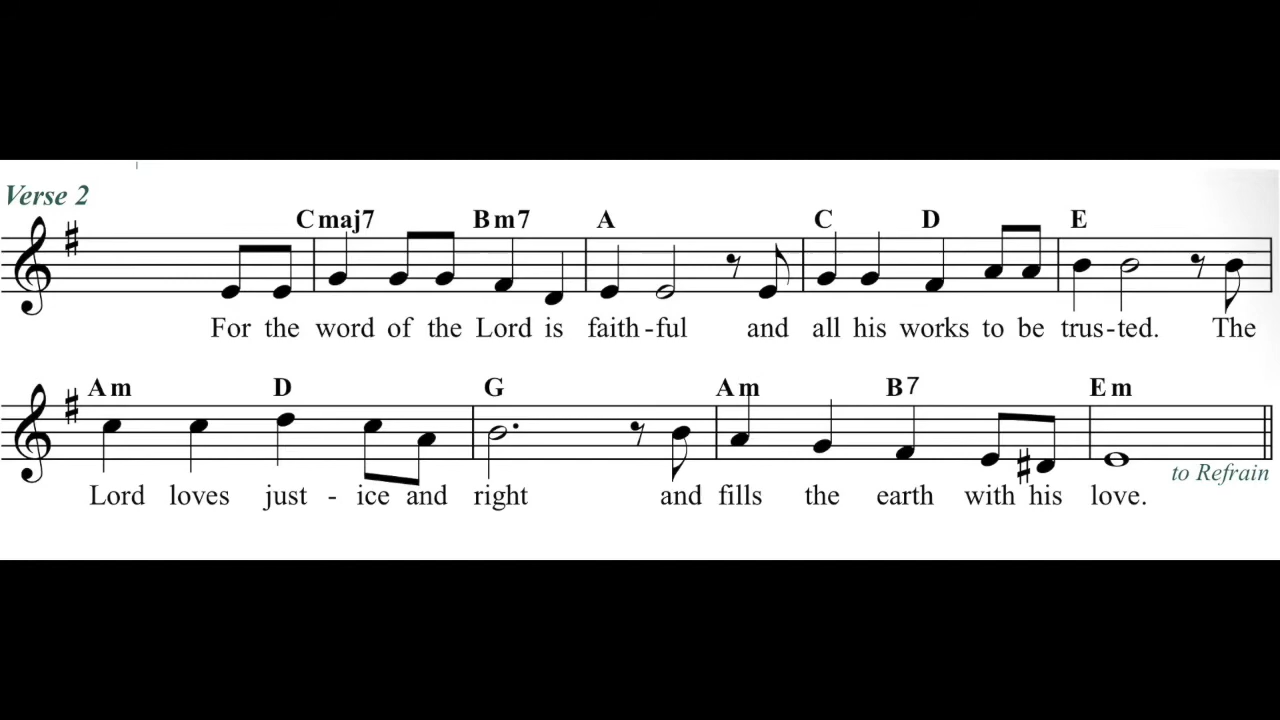 Verse 2
Cmaj7 Bm7 A C D E
For the word of the Lord is faith-ful and all his works to be trus-ted. The
Am D G Am B7 Em
to Refrain
Lord loves just - ice and right and fills the earth with his love.